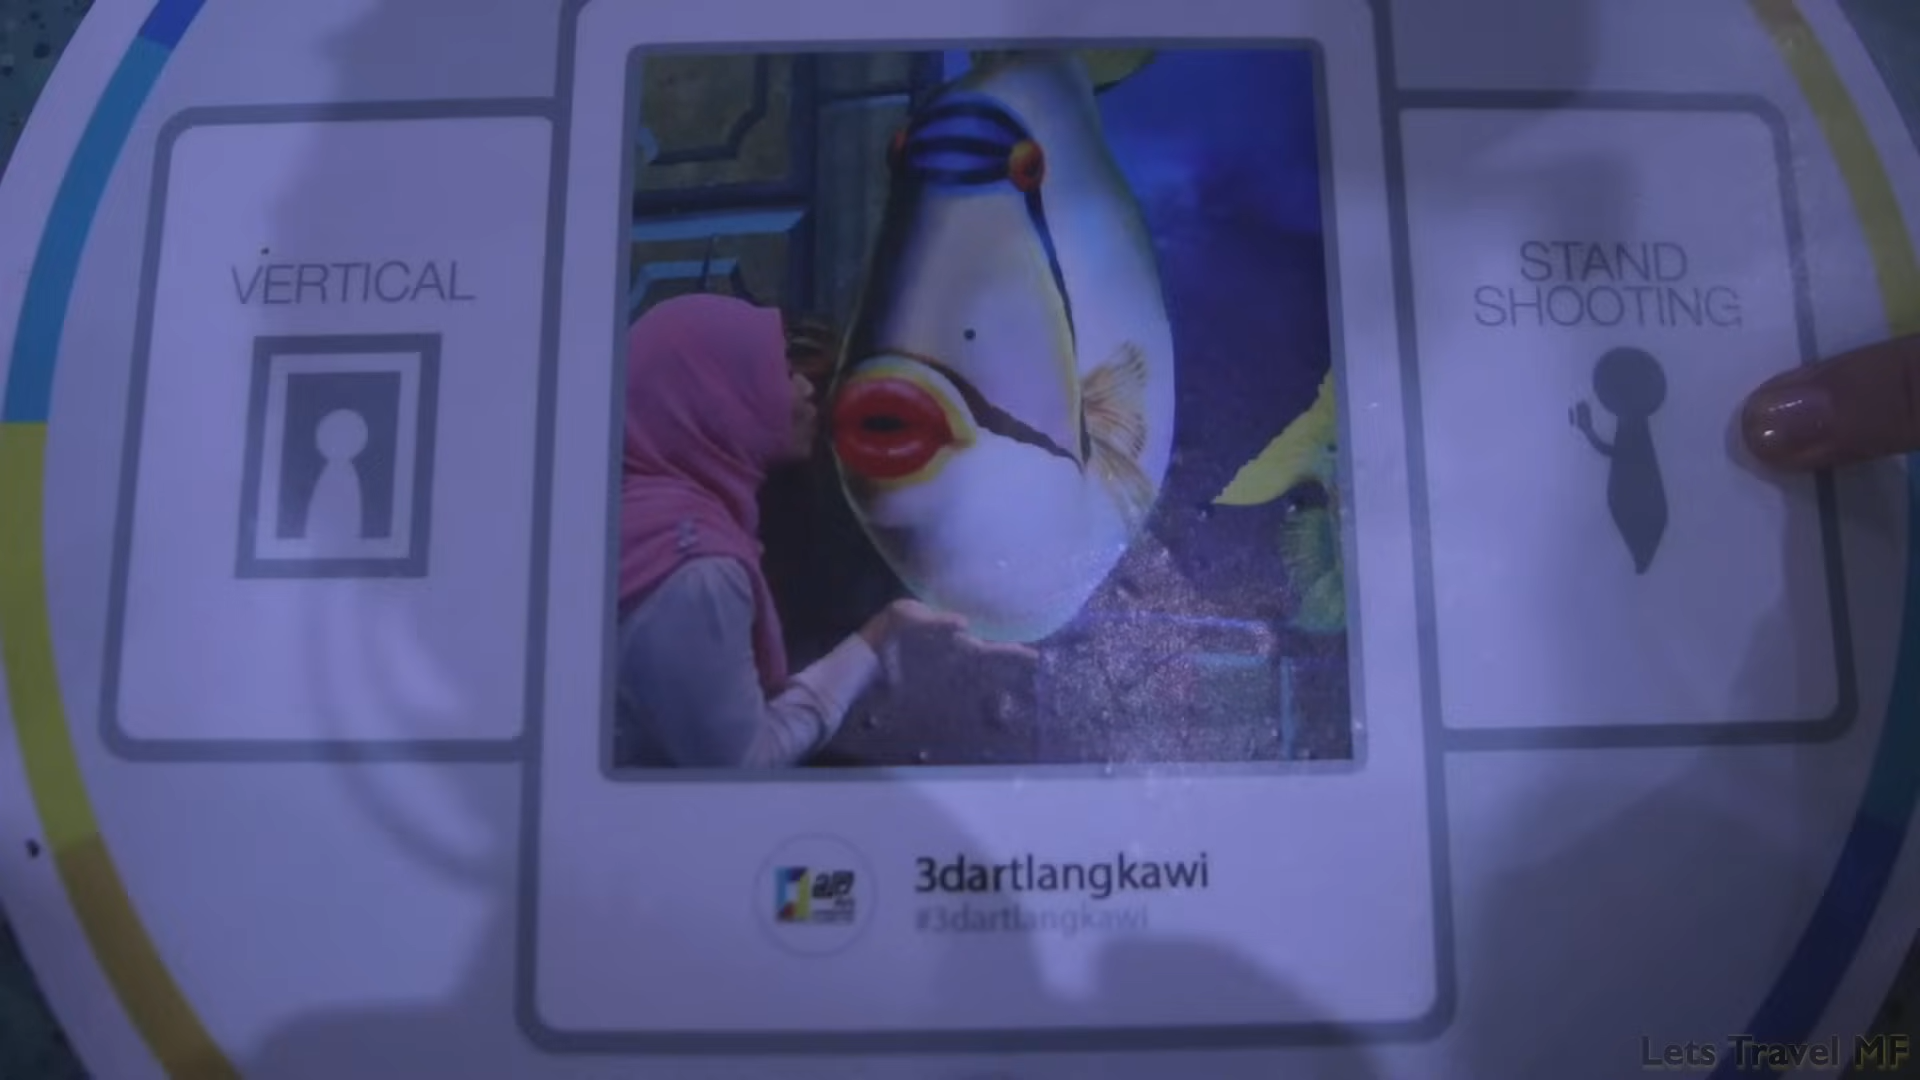 VERTICAL
STAND
SHOOTING
3dartlangkawi
#3dartlangkawi
Lets Travel MF